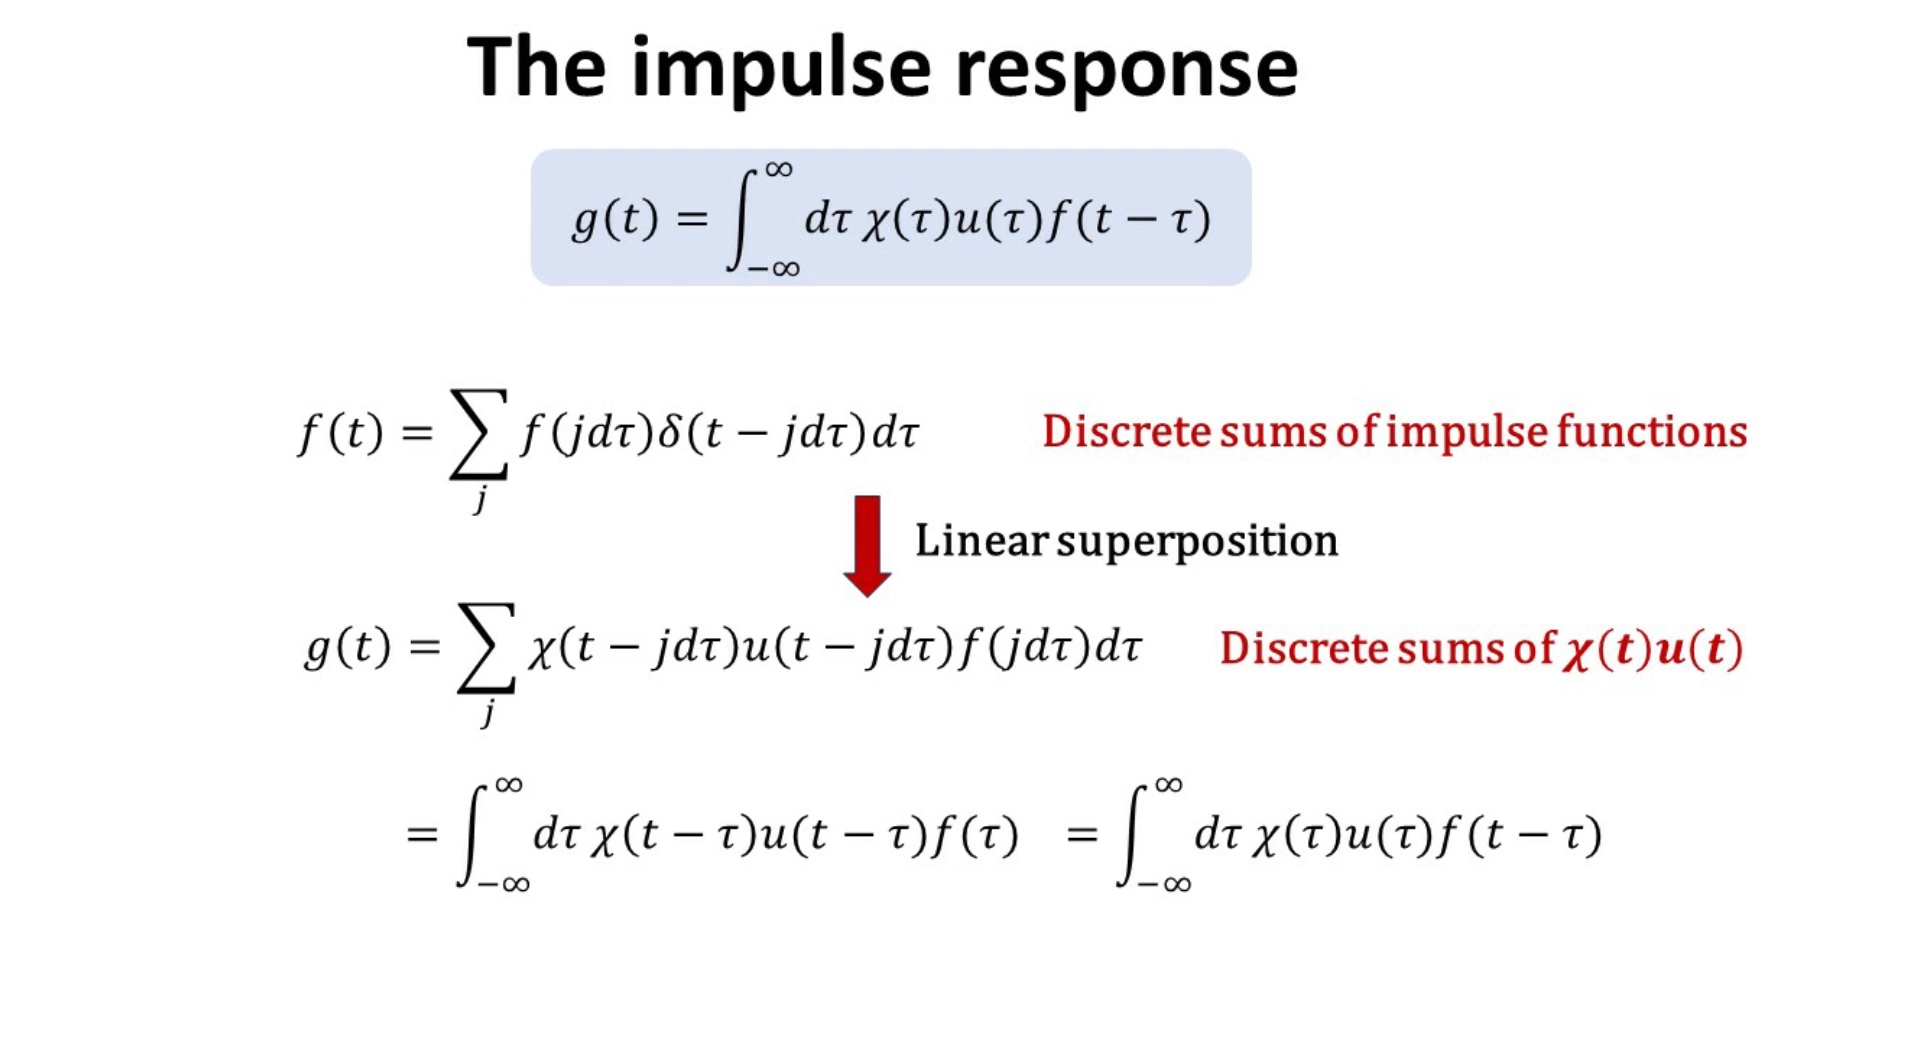 The impulse response
g(t) = ∫_{−∞}^{∞} dτ χ(τ)u(τ)f(t − τ)
f(t) = ∑_j f(jdτ)δ(t − jdτ)dτ Discrete sums of impulse functions
Linear superposition
g(t) = ∑_j χ(t − jdτ)u(t − jdτ)f(jdτ)dτ Discrete sums of χ(t)u(t)
= ∫_{−∞}^{∞} dτ χ(t − τ)u(t − τ)f(τ) = ∫_{−∞}^{∞} dτ χ(τ)u(τ)f(t − τ)